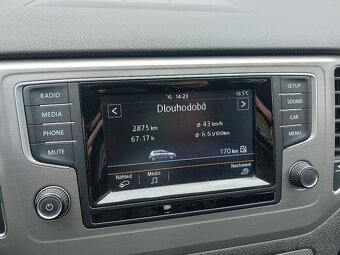 14:23
18.5°C
RADIO
MEDIA
PHONE
MUTE
Dlouhodobá
2875 km
ø 43 km/h
67:17 h
ø 6.6 l/100km
170 km
Náhled
Media
Nastavení
SETUP
SOUND
CAR
MENU